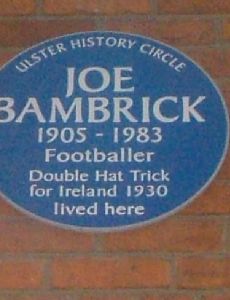 ULSTER HISTORY CIRCLE
JOE
BAMBRICK
1905 - 1983
Footballer
Double Hat Trick
for Ireland 1930
lived here